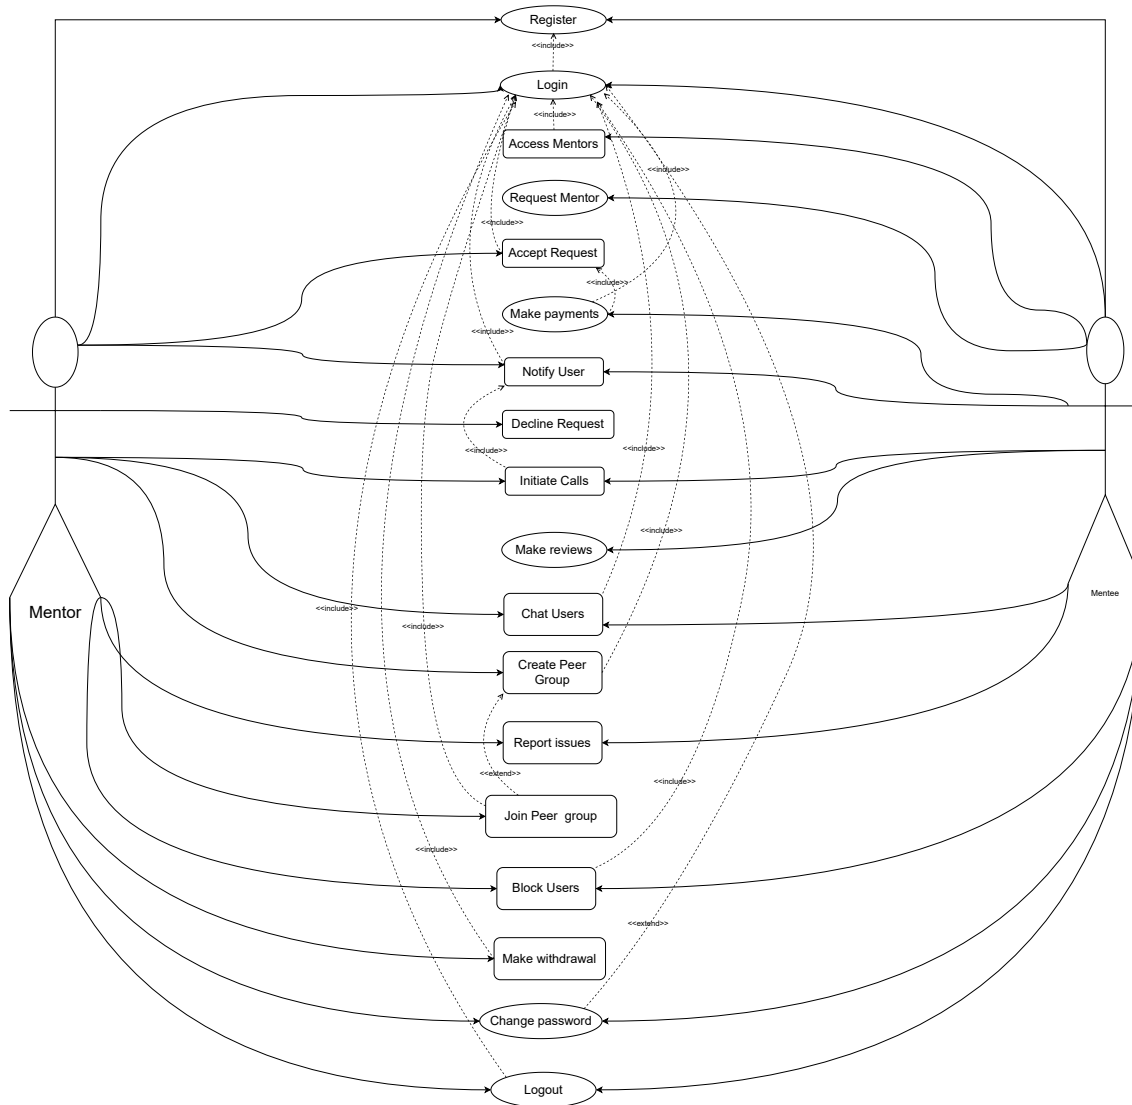 Register
<<include>>
Login
<<include>>
Access Mentors
<<include>>
Request Mentor
<<include>>
Accept Request
<<include>>
Make payments
<<include>>
Notify User
Decline Request
<<include>>
<<include>>
Initiate Calls
<<include>>
Make reviews
Chat Users
Mentor
<<include>>
Mentee
<<include>>
Create Peer
Group
Report issues
<<extend>>
<<include>>
Join Peer  group
<<include>>
Block Users
<<extend>>
Make withdrawal
Change password
Logout